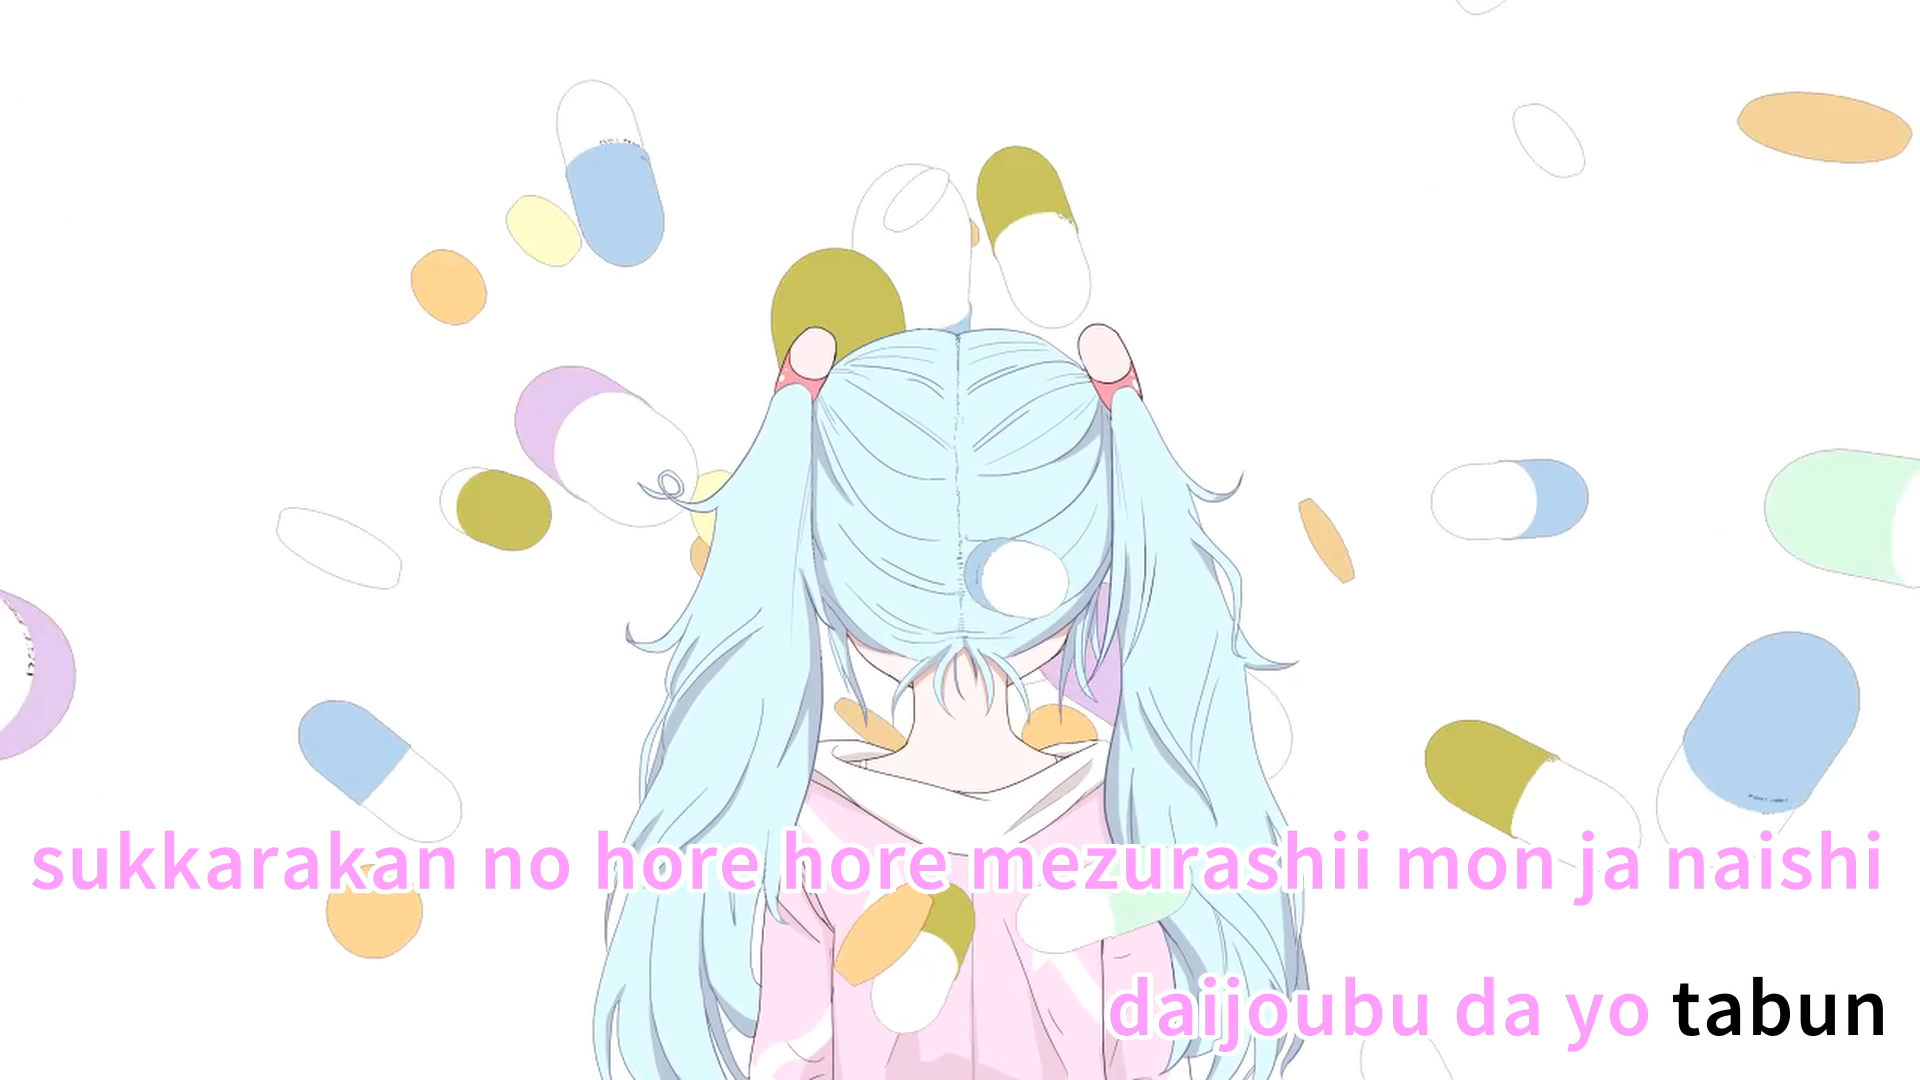 sukkarakan no hore hore mezurashii mon ja naishi
daijoubu da yo tabun